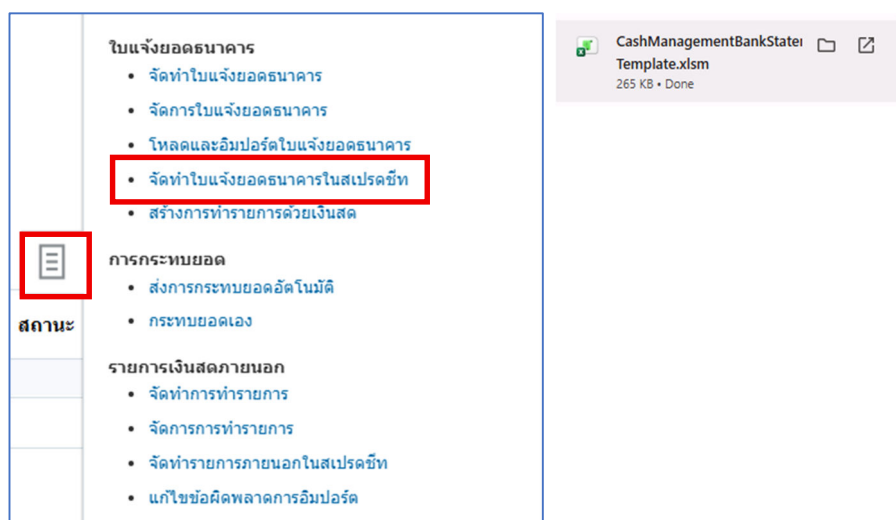 ใบแจ้งยอดธนาคาร
• จัดทำใบแจ้งยอดธนาคาร
• จัดการใบแจ้งยอดธนาคาร
• โหลดและอิมปอร์ตใบแจ้งยอดธนาคาร
• จัดทำใบแจ้งยอดธนาคารในสเปรดชีท
• สร้างการทำรายการด้วยเงินสด
การกระทบยอด
• ส่งการกระทบยอดอัตโนมัติ
• กระทบยอดเอง
สถานะ
รายการเงินสดภายนอก
• จัดทำการทำรายการ
• จัดการการทำรายการ
• จัดทำรายการภายนอกในสเปรดชีท
• แก้ไขข้อผิดพลาดการอิมปอร์ต
CashManagementBankStater
Template.xlsm
265 KB • Done